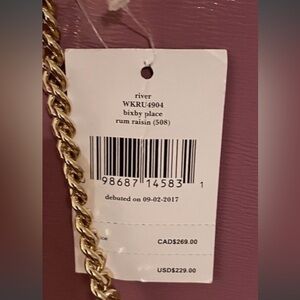 river
WKRU4904
bixby place
rum raisin (508)
98687 14583 1
debuted on 09-02-2017
CAD$269.00
USD$229.00